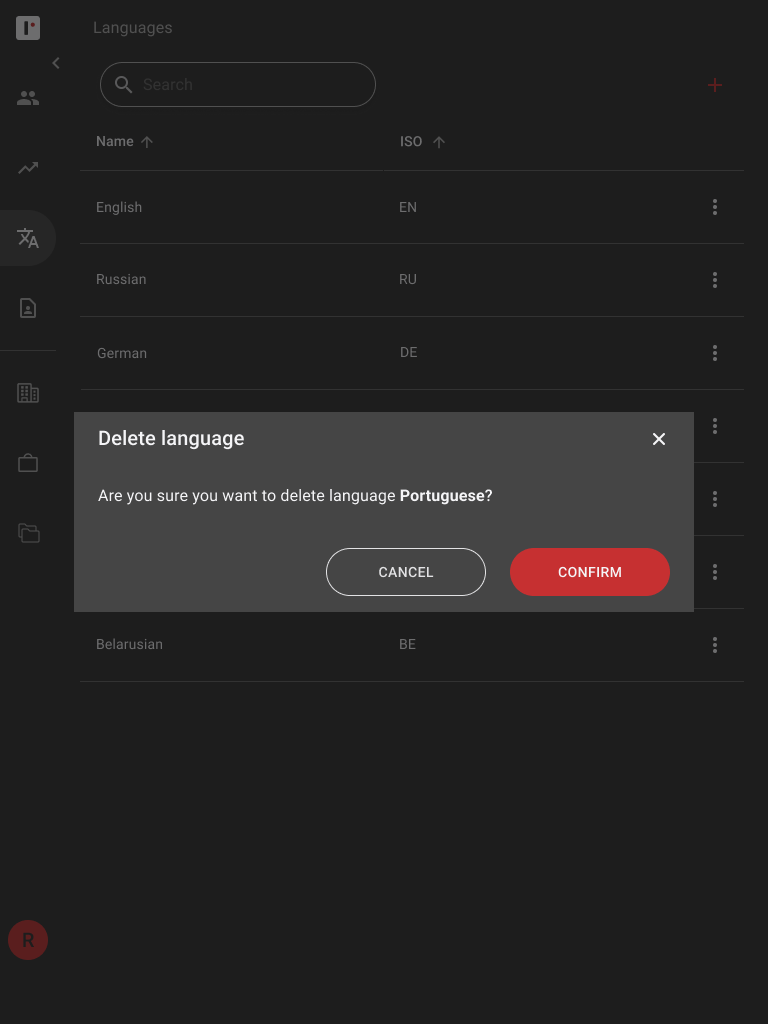 Languages
Search
Name ISO
English EN
Russian RU
German DE
Delete language
Are you sure you want to delete language Portuguese?
CANCEL CONFIRM
Belarusian BE
R